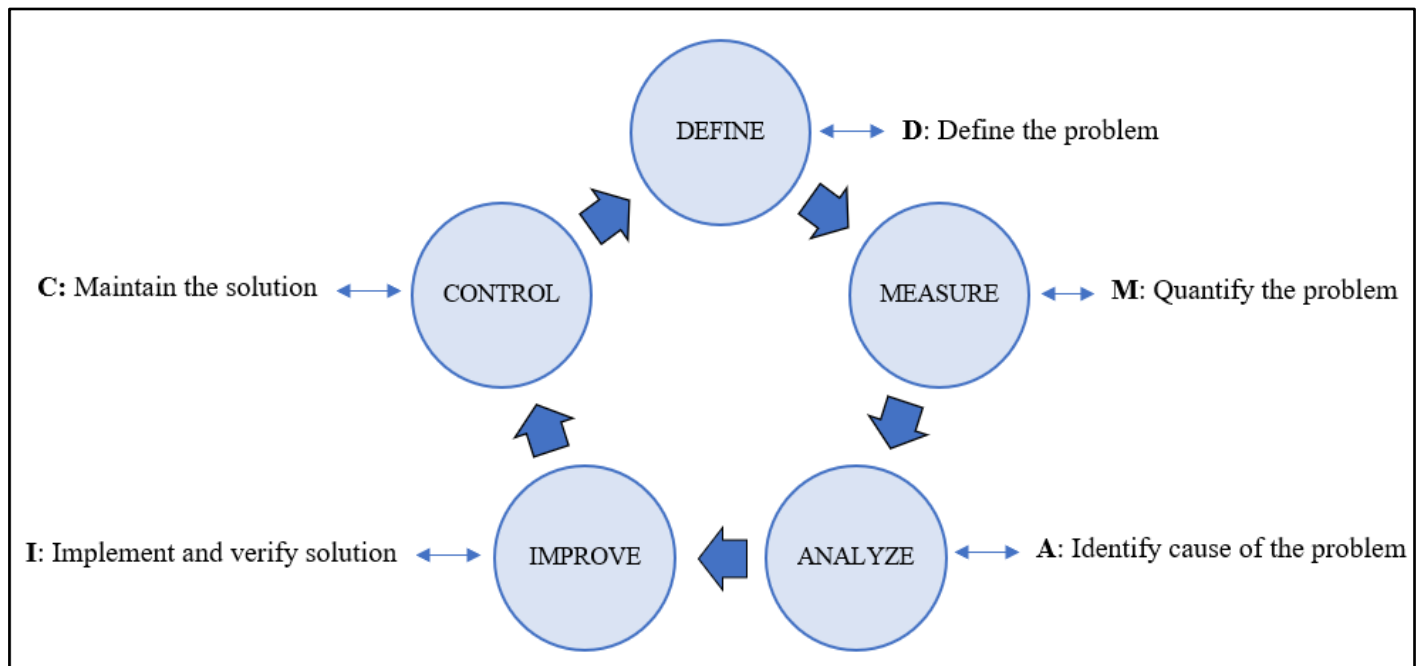 DEFINE
D: Define the problem
MEASURE
M: Quantify the problem
ANALYZE
A: Identify cause of the problem
IMPROVE
I: Implement and verify solution
CONTROL
C: Maintain the solution